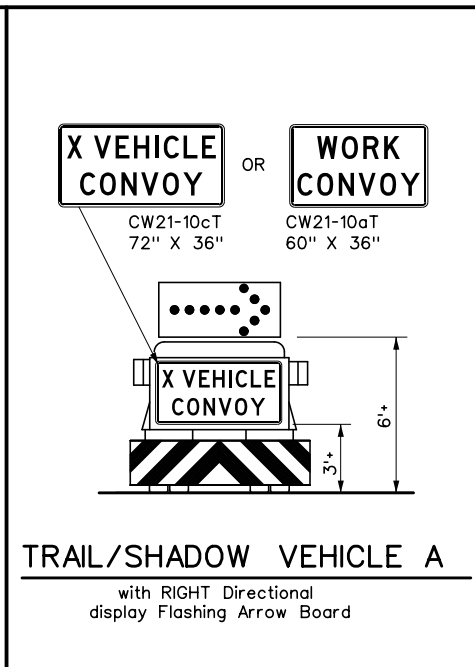 X VEHICLE
CONVOY
OR
WORK
CONVOY
CW21-10cT
72" X 36"
CW21-10aT
60" X 36"
X VEHICLE
CONVOY
6'+
3'+
TRAIL/SHADOW VEHICLE A
with RIGHT Directional
display Flashing Arrow Board